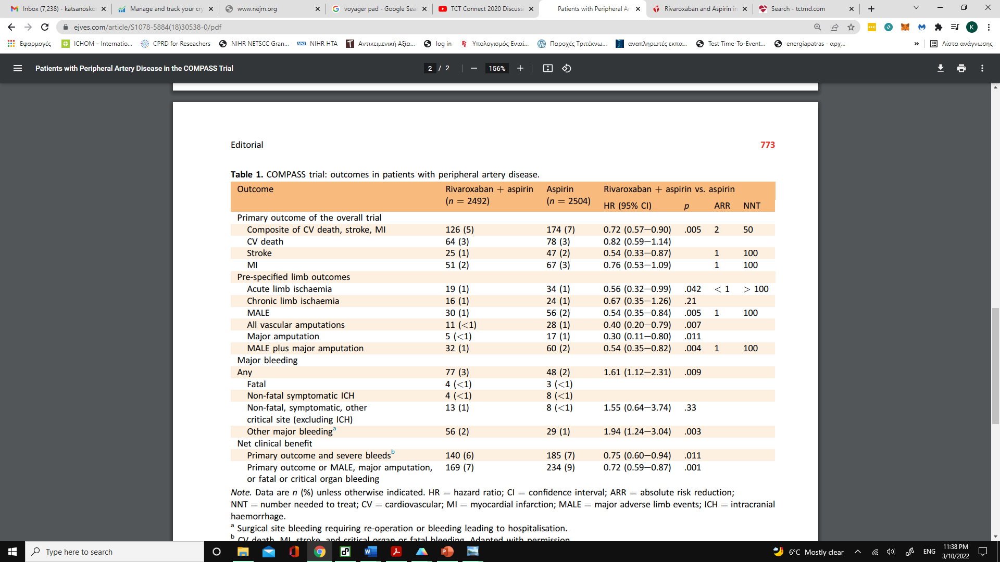 Inbox (7,238) - katsanosko
Manage and track your cry
www.nejm.org
voyager pad - Google Sear
TCT Connect 2020 Discuss
Patients with Peripheral Ar
Rivaroxaban and Aspirin in
Search - tctmd.com
ejves.com/article/S1078-5884(18)30538-0/pdf
K
Εφαρμογές
ICHOM – Internatio...
CPRD for Reseachers
NIHR NETSCC Gran...
NHS NIHR HTA
Αντικειμενική Αξία...
log in
Υπολογισμός Ενιαί...
Παροχές Τριτέκνω...
αναπληρωτές εκπα...
Test Time-To-Event...
energiapatras - αρχ...
»
Λίστα ανάγνωσης
Patients with Peripheral Artery Disease in the COMPASS Trial
2 / 2
156%
Editorial 773
Table 1. COMPASS trial: outcomes in patients with peripheral artery disease.
Outcome Rivaroxaban + aspirin Aspirin Rivaroxaban + aspirin vs. aspirin
(n = 2492) (n = 2504) HR (95% CI) p ARR NNT
Primary outcome of the overall trial
Composite of CV death, stroke, MI 126 (5) 174 (7) 0.72 (0.57–0.90) .005 2 50
CV death 64 (3) 78 (3) 0.82 (0.59–1.14)
Stroke 25 (1) 47 (2) 0.54 (0.33–0.87) 1 100
MI 51 (2) 67 (3) 0.76 (0.53–1.09) 1 100
Pre-specified limb outcomes
Acute limb ischaemia 19 (1) 34 (1) 0.56 (0.32–0.99) .042 < 1 > 100
Chronic limb ischaemia 16 (1) 24 (1) 0.67 (0.35–1.26) .21
MALE 30 (1) 56 (2) 0.54 (0.35–0.84) .005 1 100
All vascular amputations 11 (<1) 28 (1) 0.40 (0.20–0.79) .007
Major amputation 5 (<1) 17 (1) 0.30 (0.11–0.80) .011
MALE plus major amputation 32 (1) 60 (2) 0.54 (0.35–0.82) .004 1 100
Major bleeding
Any 77 (3) 48 (2) 1.61 (1.12–2.31) .009
Fatal 4 (<1) 3 (<1)
Non-fatal symptomatic ICH 4 (<1) 8 (<1)
Non-fatal, symptomatic, other 13 (1) 8 (<1) 1.55 (0.64–3.74) .33
critical site (excluding ICH)
Other major bleedingᵃ 56 (2) 29 (1) 1.94 (1.24–3.04) .003
Net clinical benefit
Primary outcome and severe bleedsᵇ 140 (6) 185 (7) 0.75 (0.60–0.94) .011
Primary outcome or MALE, major amputation, 169 (7) 234 (9) 0.72 (0.59–0.87) .001
or fatal or critical organ bleeding
Note. Data are n (%) unless otherwise indicated. HR = hazard ratio; CI = confidence interval; ARR = absolute risk reduction;
NNT = number needed to treat; CV = cardiovascular; MI = myocardial infarction; MALE = major adverse limb events; ICH = intracranial
haemorrhage.
ᵃ Surgical site bleeding requiring re-operation or bleeding leading to hospitalisation.
ᵇ CV death, MI, stroke, and critical organ or fatal bleeding. Adapted with permission
Type here to search
6°C Mostly clear
ENG
11:38 PM
3/10/2022